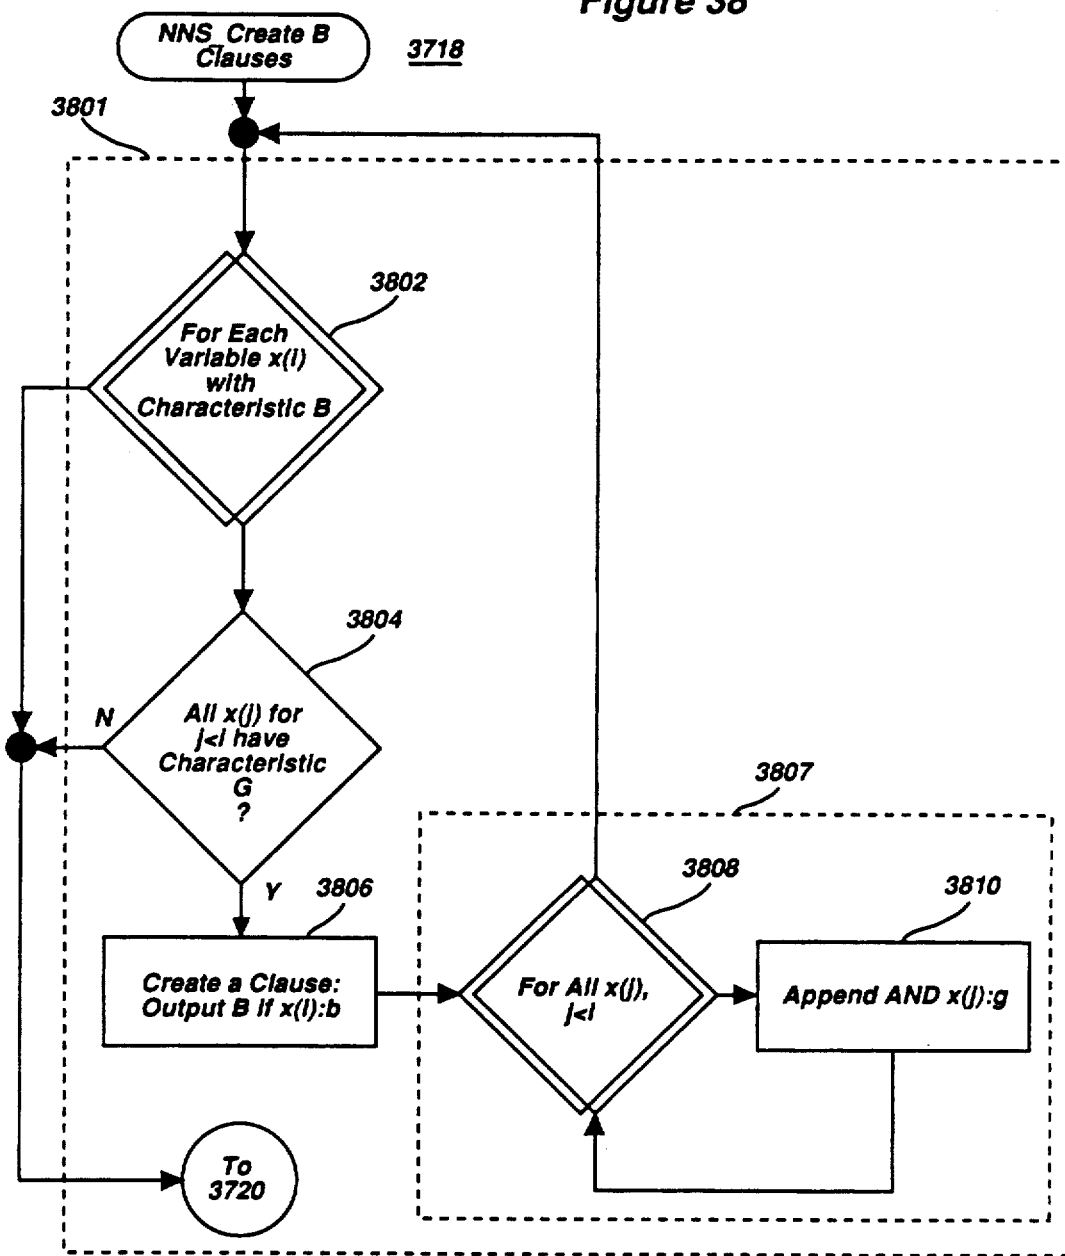 Figure 38
NNS_Create B
Clauses
3718
3801
3802
For Each
Variable x(i)
with
Characteristic B
3804
N
All x(j) for
j<i have
Characteristic
G
?
3807
Y
3806
3808
3810
Create a Clause:
Output B if x(i):b
For All x(j),
j<i
Append AND x(j):g
To
3720